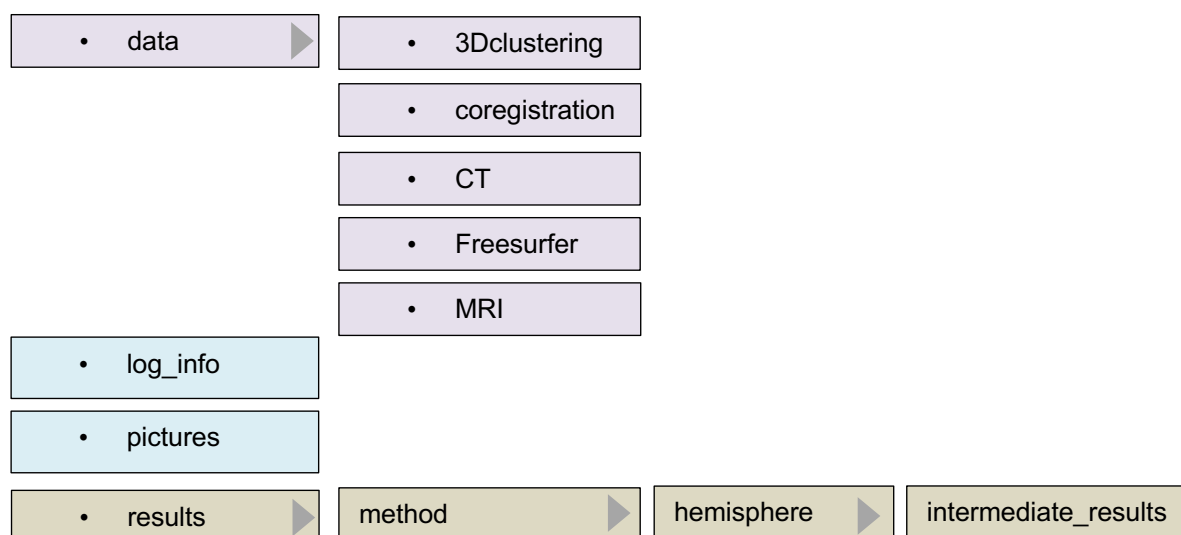 • data
• 3Dclustering
• coregistration
• CT
• Freesurfer
• MRI
• log_info
• pictures
• results
method
hemisphere
intermediate_results